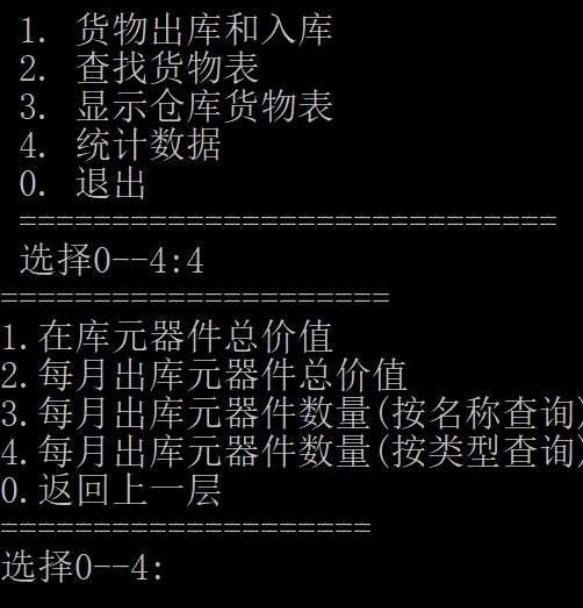 1. 货物出库和入库
2. 查找货物表
3. 显示仓库货物表
4. 统计数据
0. 退出
=============================
选择0--4:4
=====================
1.在库元器件总价值
2.每月出库元器件总价值
3.每月出库元器件数量(按名称查询)
4.每月出库元器件数量(按类型查询)
0.返回上一层
====================
选择0--4: